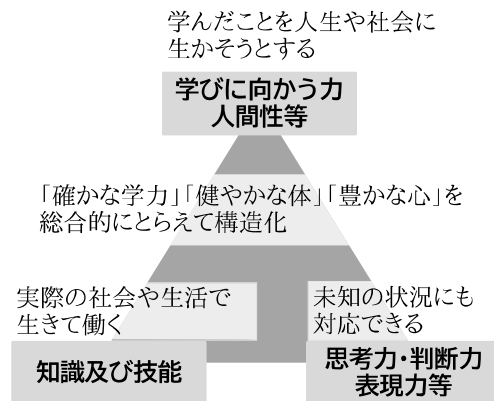 学んだことを人生や社会に
生かそうとする
学びに向かう力
人間性等
「確かな学力」「健やかな体」「豊かな心」を
総合的にとらえて構造化
実際の社会や生活で
生きて働く
知識及び技能
未知の状況にも
対応できる
思考力・判断力
表現力等